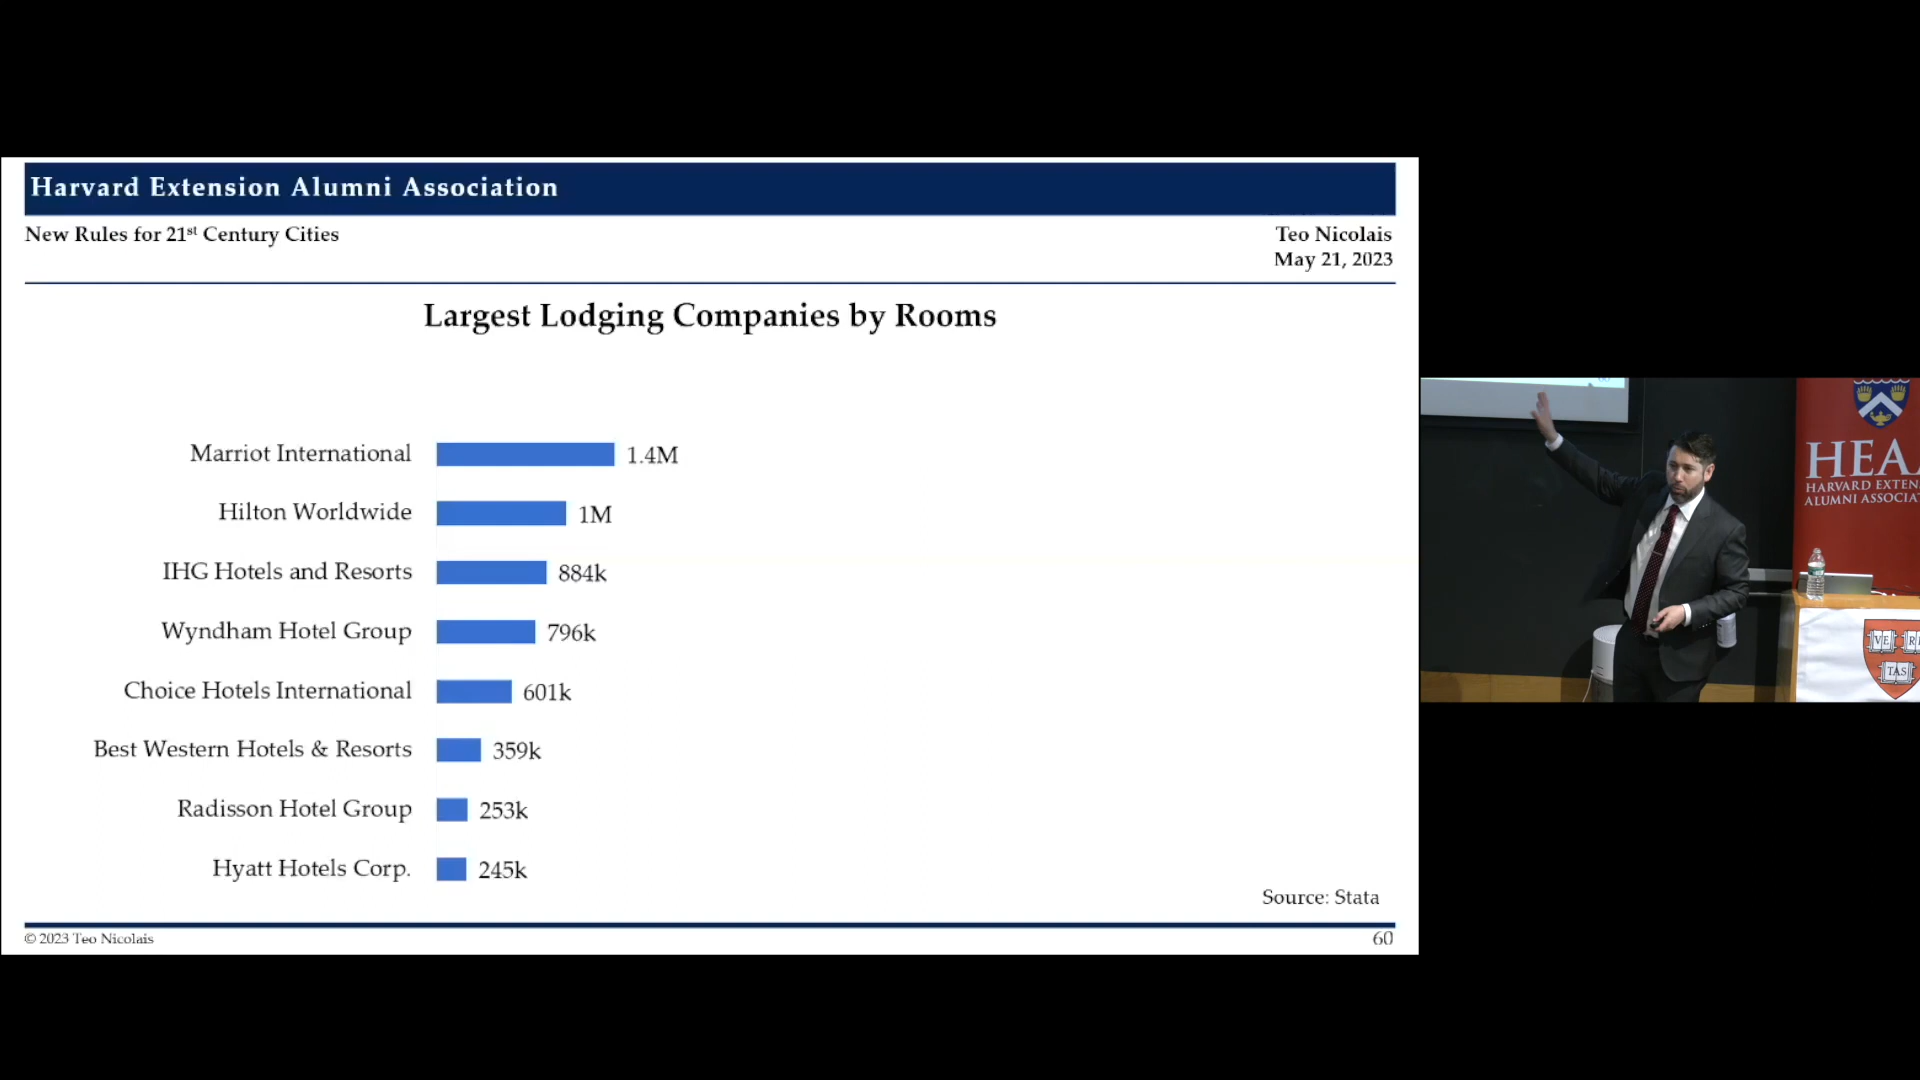 Harvard Extension Alumni Association
New Rules for 21st Century Cities
Teo Nicolais
May 21, 2023
Largest Lodging Companies by Rooms
Marriot International 1.4M
Hilton Worldwide 1M
IHG Hotels and Resorts 884k
Wyndham Hotel Group 796k
Choice Hotels International 601k
Best Western Hotels & Resorts 359k
Radisson Hotel Group 253k
Hyatt Hotels Corp. 245k
Source: Stata
© 2023 Teo Nicolais
60
HEA
HARVARD EXTEN
ALUMNI ASSOCIA
VE RI
TAS